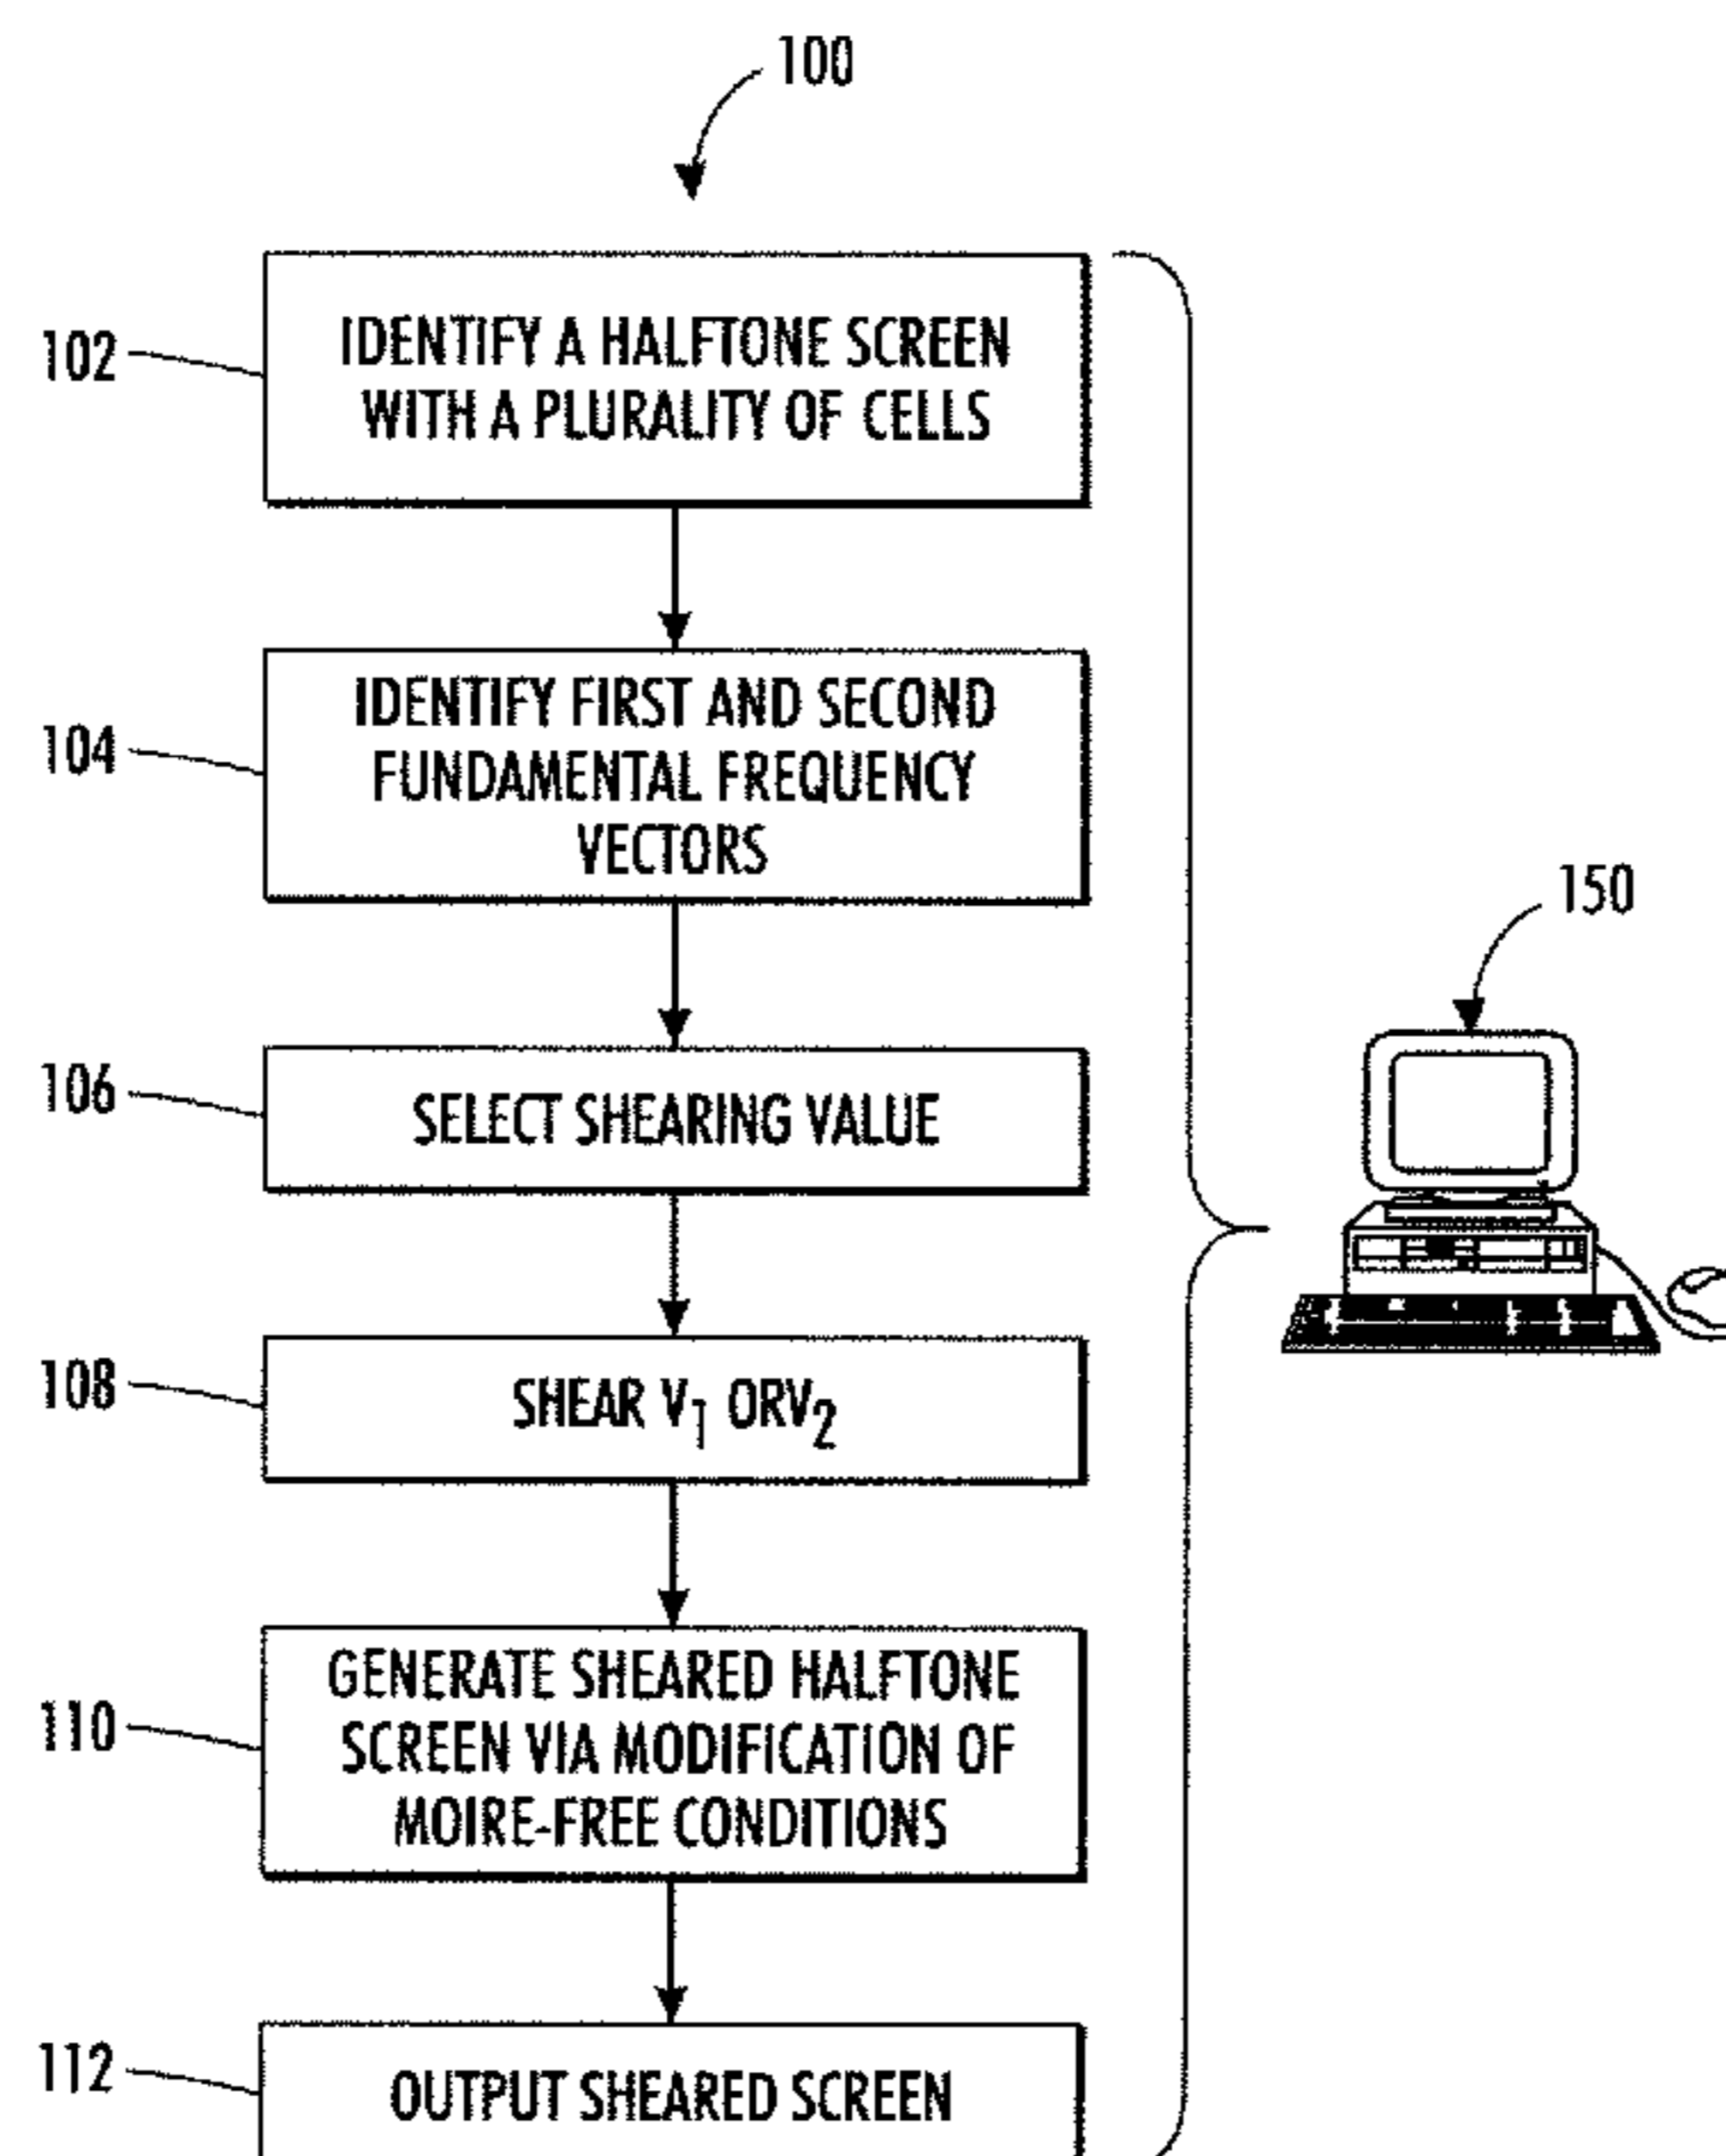 100
102
IDENTIFY A HALFTONE SCREEN
WITH A PLURALITY OF CELLS
104
IDENTIFY FIRST AND SECOND
FUNDAMENTAL FREQUENCY
VECTORS
150
106
SELECT SHEARING VALUE
108
SHEAR V1 ORV2
110
GENERATE SHEARED HALFTONE
SCREEN VIA MODIFICATION OF
MOIRE-FREE CONDITIONS
112
OUTPUT SHEARED SCREEN